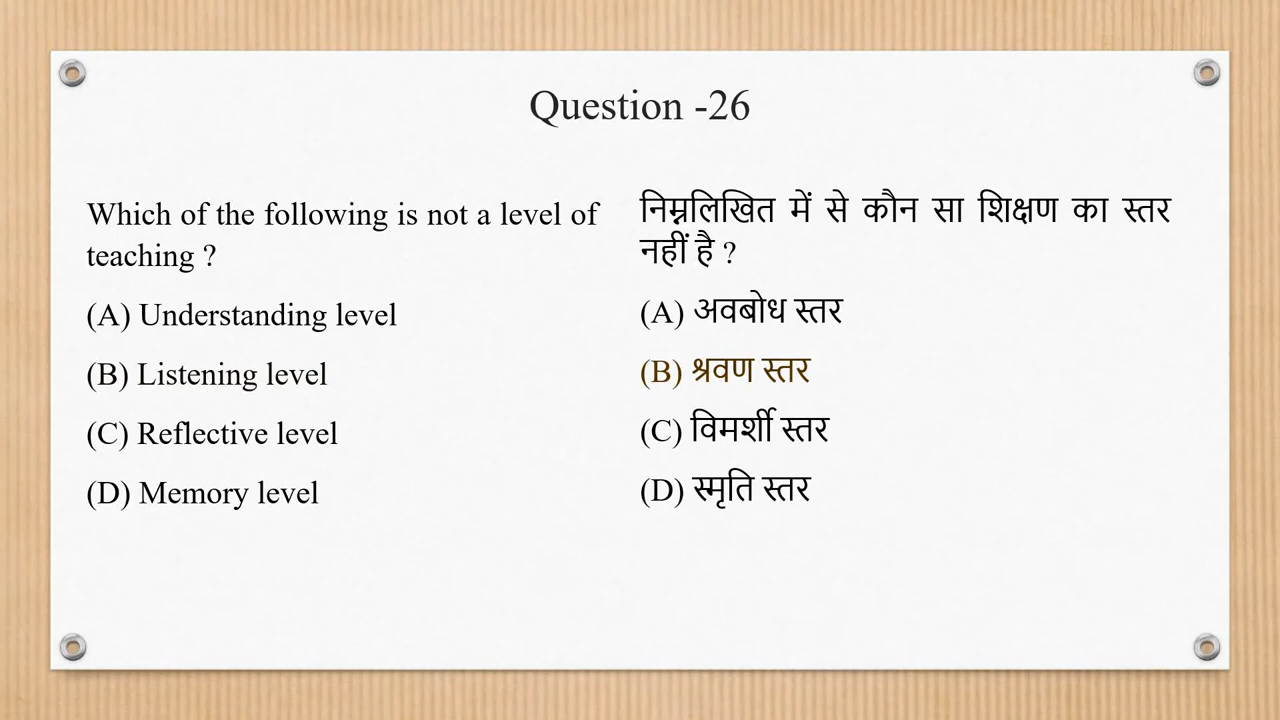 Question -26
Which of the following is not a level of
teaching ?
(A) Understanding level
(B) Listening level
(C) Reflective level
(D) Memory level
निम्नलिखित में से कौन सा शिक्षण का स्तर
नहीं है ?
(A) अवबोध स्तर
(B) श्रवण स्तर
(C) विमर्शी स्तर
(D) स्मृति स्तर